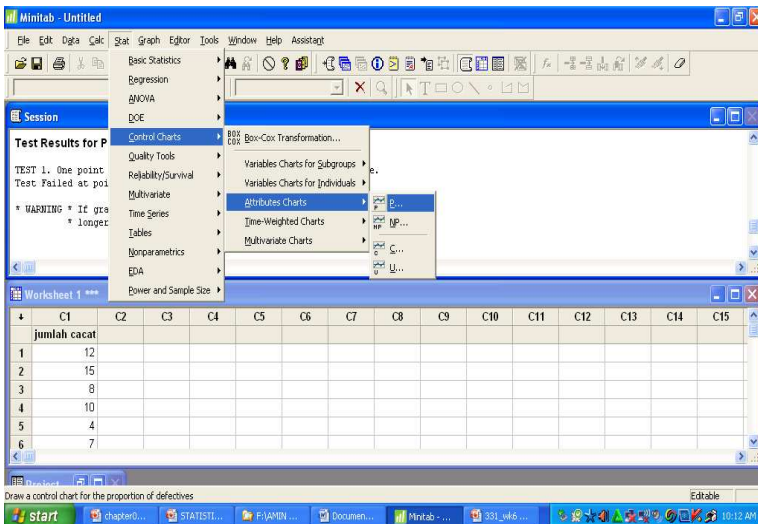 Minitab - Untitled
File Edit Data Calc Stat Graph Editor Tools Window Help Assistant
Basic Statistics
Regression
ANOVA
DOE
Control Charts
Quality Tools
Reliability/Survival
Multivariate
Time Series
Tables
Nonparametrics
EDA
Power and Sample Size
BOX COX Box-Cox Transformation...
Variables Charts for Subgroups
Variables Charts for Individuals
Attributes Charts
Time-Weighted Charts
Multivariate Charts
P P...
NP NP...
C C...
U U...
Session
Test Results for P
TEST 1. One point
e.
Test Failed at poi
* WARNING * If gra
* longer
Worksheet 1 ***
C1 C2 C3 C4 C5 C6 C7 C8 C9 C10 C11 C12 C13 C14 C15
jumlah cacat
1 12
2 15
3 8
4 10
5 4
6 7
Project...
Draw a control chart for the proportion of defectives
Editable
start chapter0... STATISTI... F:\AMIN ... Documen... Minitab - ... 331_wk6 ... 10:12 AM